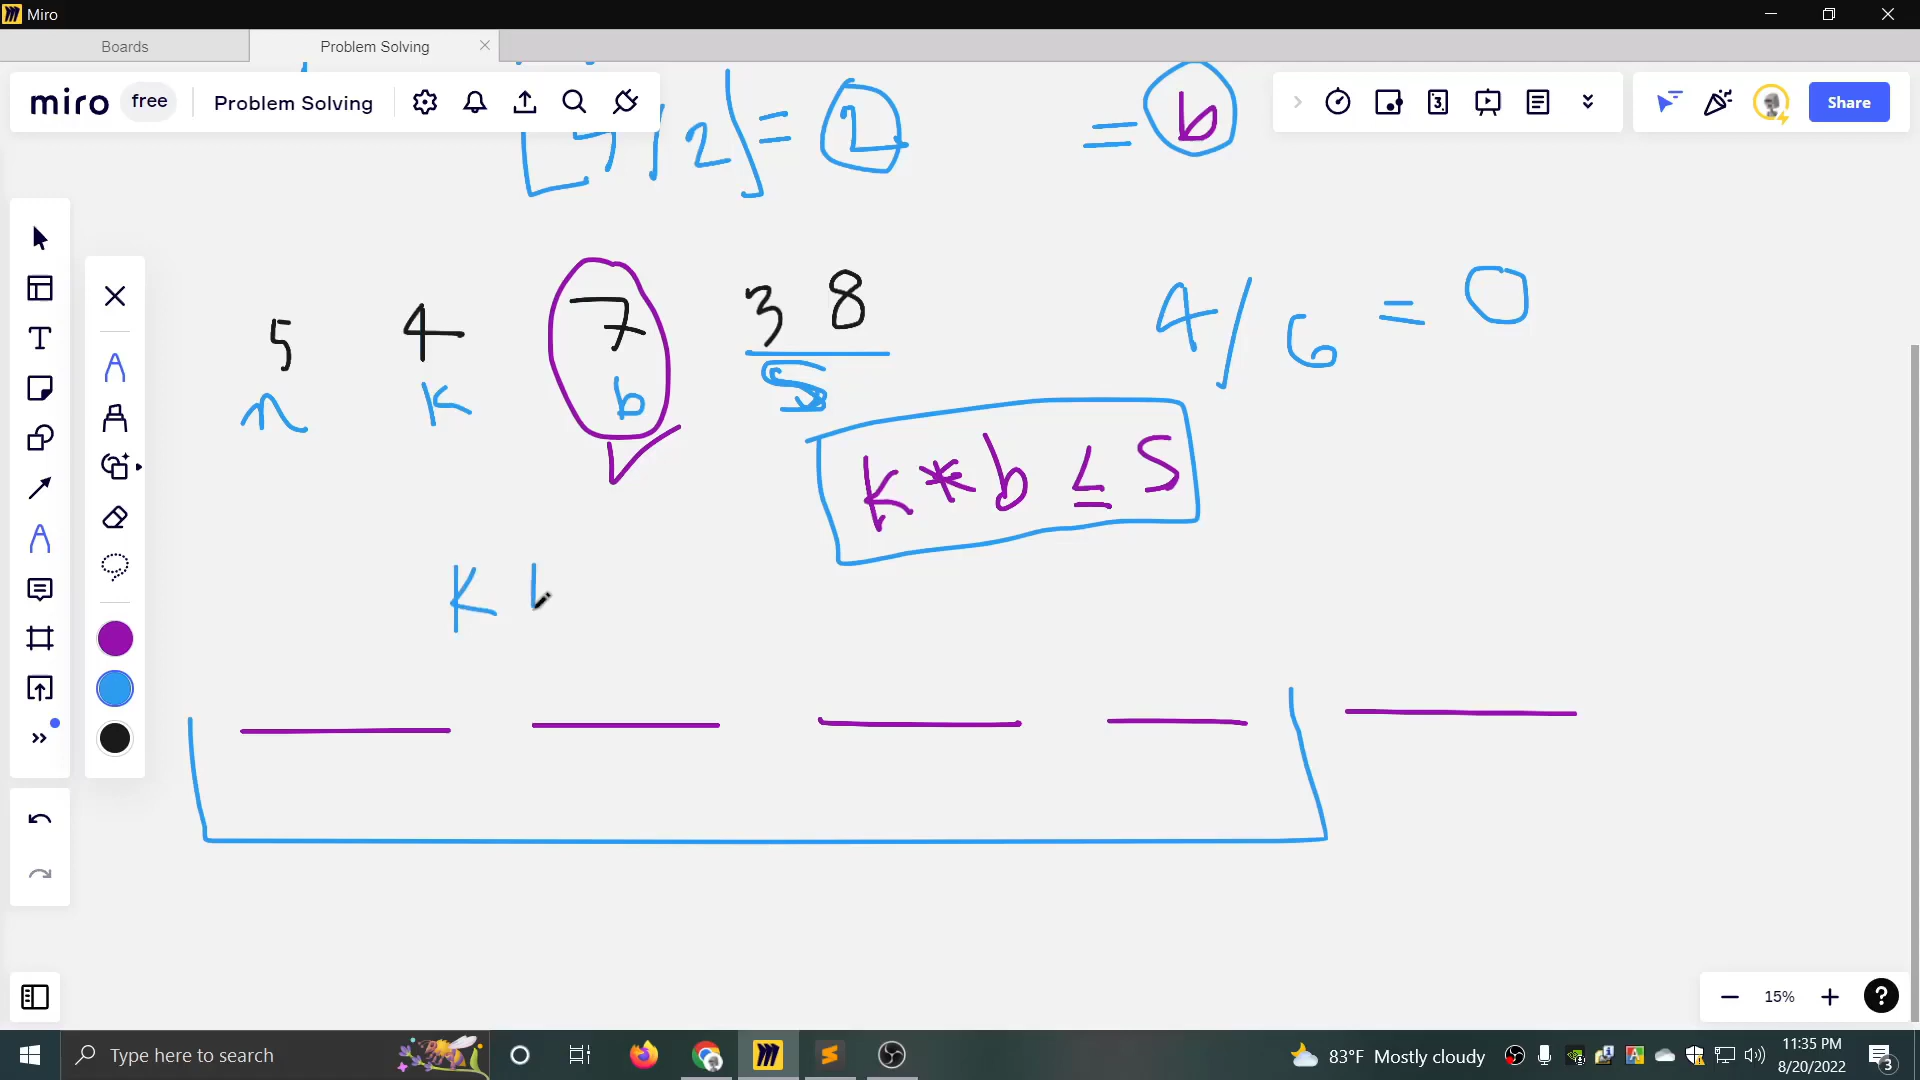 Miro
Boards
Problem Solving
miro free Problem Solving
Share
2 = 2
= b
5 4 7 38
4/6 = 0
n k b S
k * b ≤ S
K
15%
Type here to search
83°F Mostly cloudy
11:35 PM
8/20/2022
3